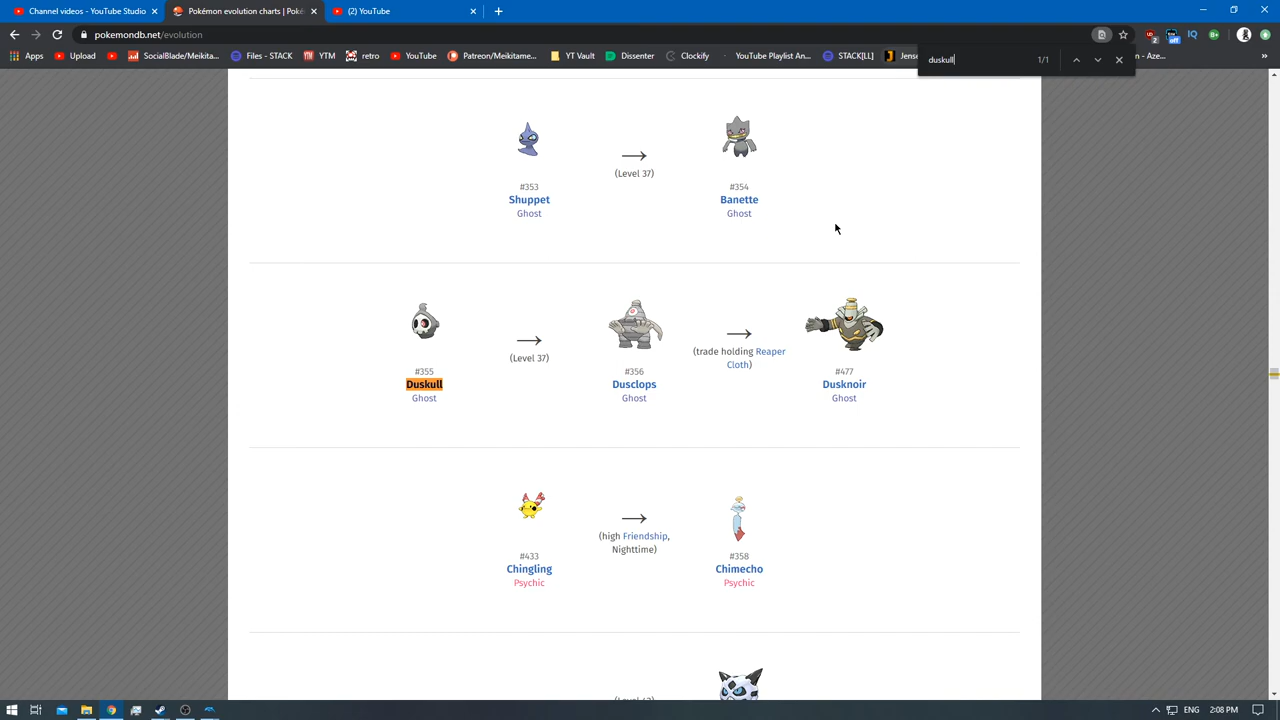 Channel videos - YouTube Studio
Pokémon evolution charts | Poké
(2) YouTube
pokemondb.net/evolution
Apps
Upload
SocialBlade/Meikita...
Files - STACK
YTM
retro
YouTube
Patreon/Meikitame...
YT Vault
Dissenter
Clockify
YouTube Playlist An...
STACK[LL]
Jense
n - Aze...
duskull
1/1
(Level 37)
#353
Shuppet
Ghost
#354
Banette
Ghost
(Level 37)
(trade holding Reaper
Cloth)
#355
Duskull
Ghost
#356
Dusclops
Ghost
#477
Dusknoir
Ghost
(high Friendship,
Nighttime)
#433
Chingling
Psychic
#358
Chimecho
Psychic
ENG
2:08 PM